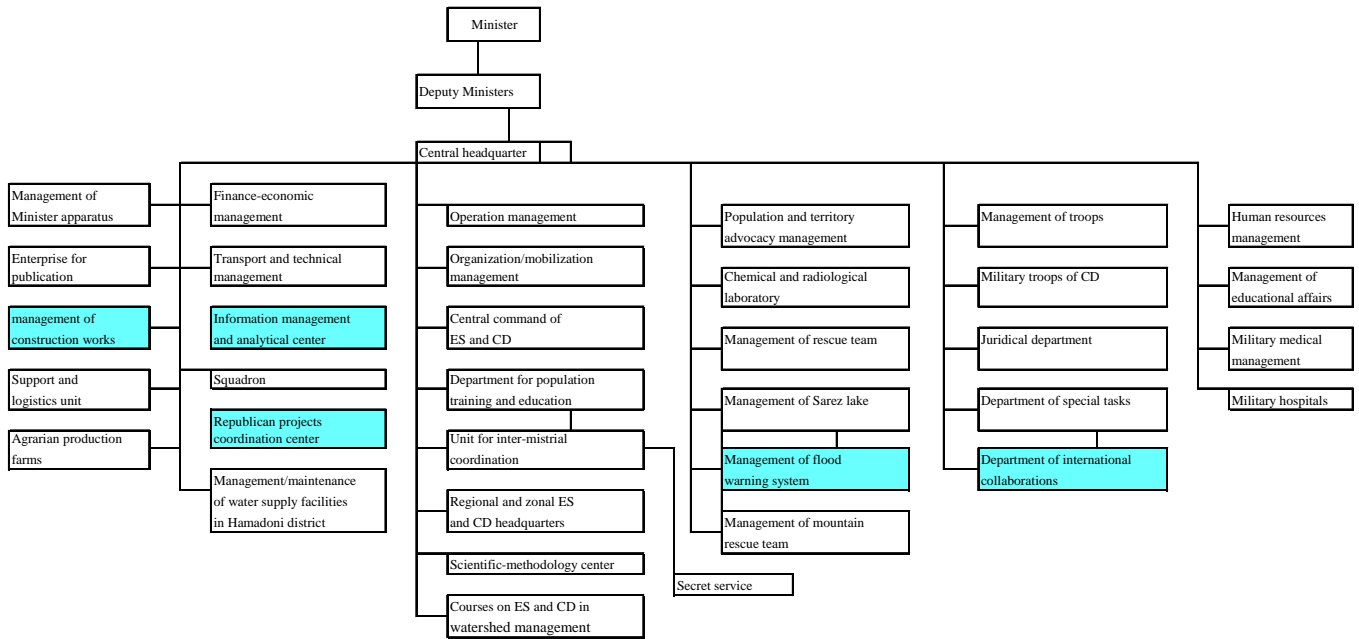 Minister
Deputy Ministers
Central headquarter
Management of
Minister apparatus
Enterprise for
publication
management of
construction works
Support and
logistics unit
Agrarian production
farms
Finance-economic
management
Transport and technical
management
Information management
and analytical center
Squadron
Republican projects
coordination center
Management/maintenance
of water supply facilities
in Hamadoni district
Operation management
Organization/mobilization
management
Central command of
ES and CD
Department for population
training and education
Unit for inter-mistrial
coordination
Regional and zonal ES
and CD headquarters
Scientific-methodology center
Courses on ES and CD in
watershed management
Secret service
Population and territory
advocacy management
Chemical and radiological
laboratory
Management of rescue team
Management of Sarez lake
Management of flood
warning system
Management of mountain
rescue team
Management of troops
Military troops of CD
Juridical department
Department of special tasks
Department of international
collaborations
Human resources
management
Management of
educational affairs
Military medical
management
Military hospitals